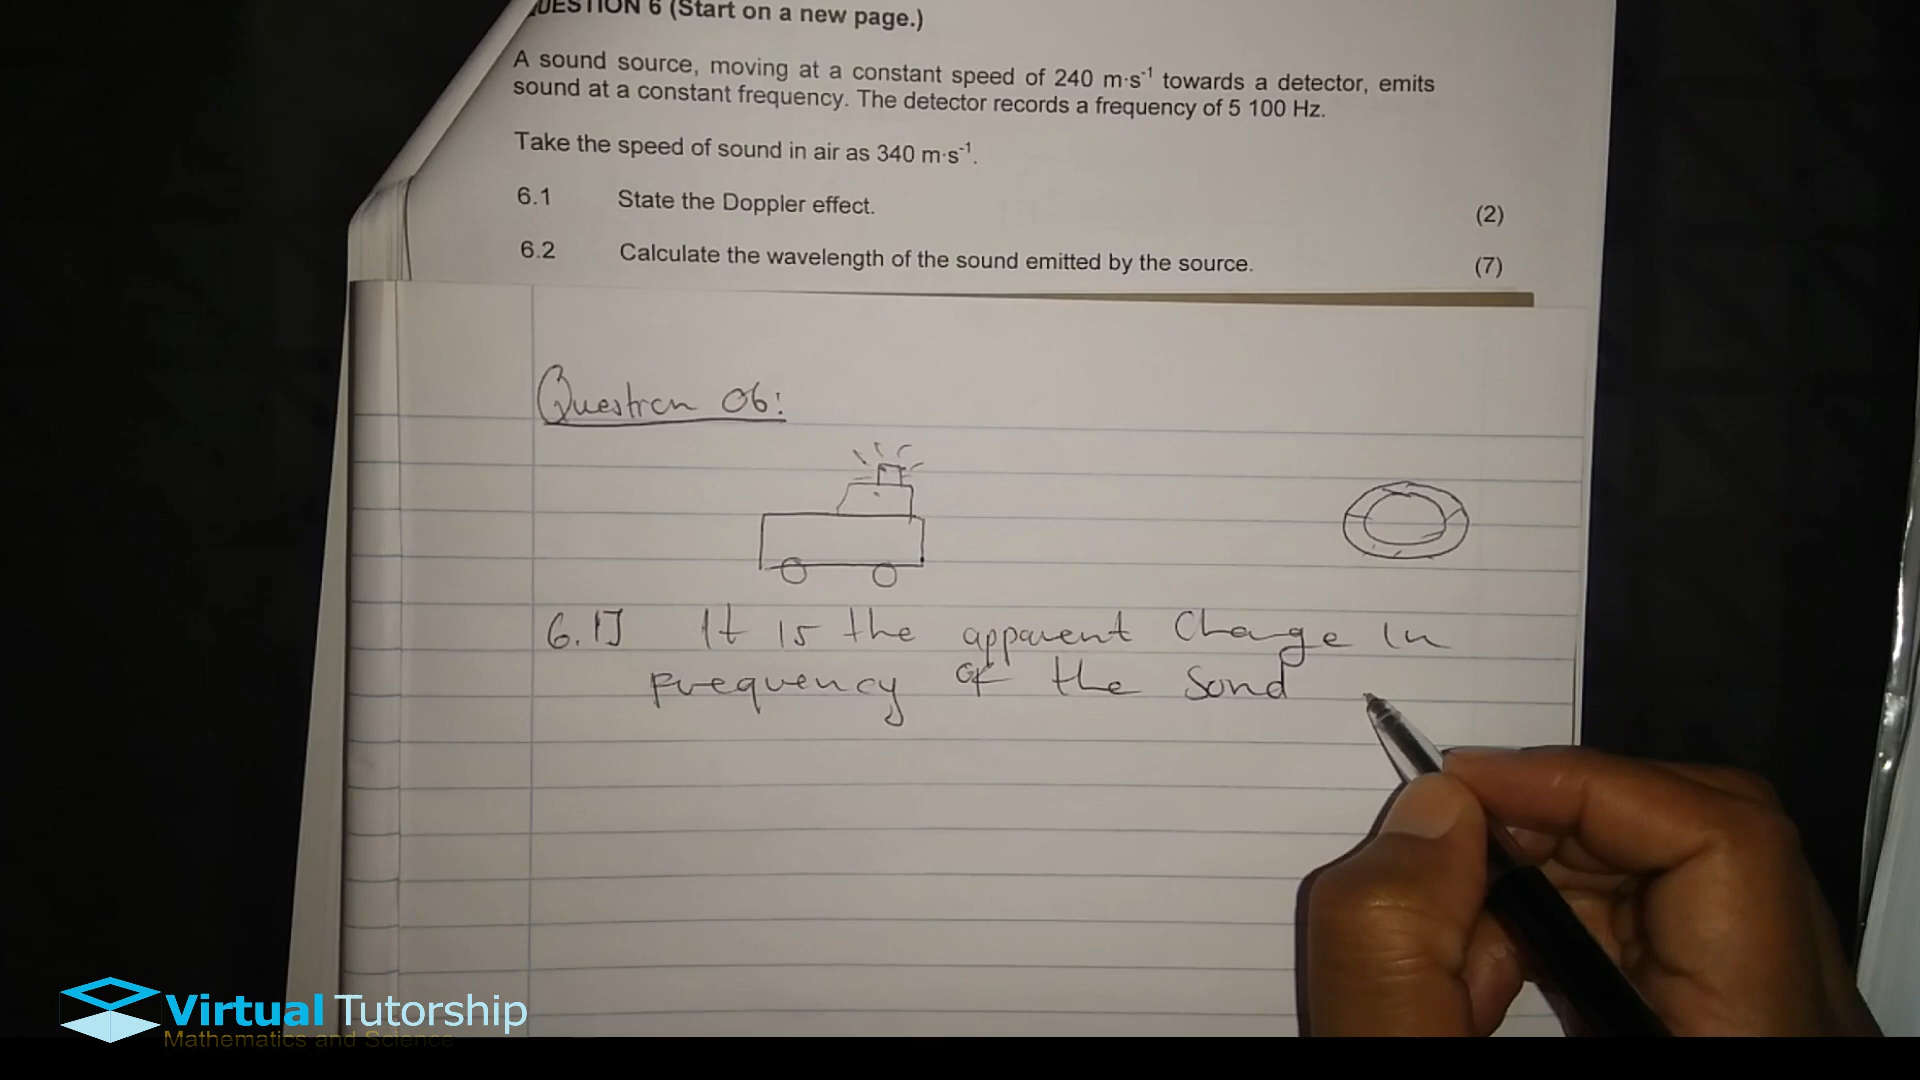 QUESTION 6 (Start on a new page.)
A sound source, moving at a constant speed of 240 m·s⁻¹ towards a detector, emits
sound at a constant frequency. The detector records a frequency of 5 100 Hz.
Take the speed of sound in air as 340 m·s⁻¹.
6.1 State the Doppler effect. (2)
6.2 Calculate the wavelength of the sound emitted by the source. (7)
Question 06:
6.1] It is the apparent change in
frequency of the Sond
Virtual Tutorship
Mathematics and Science